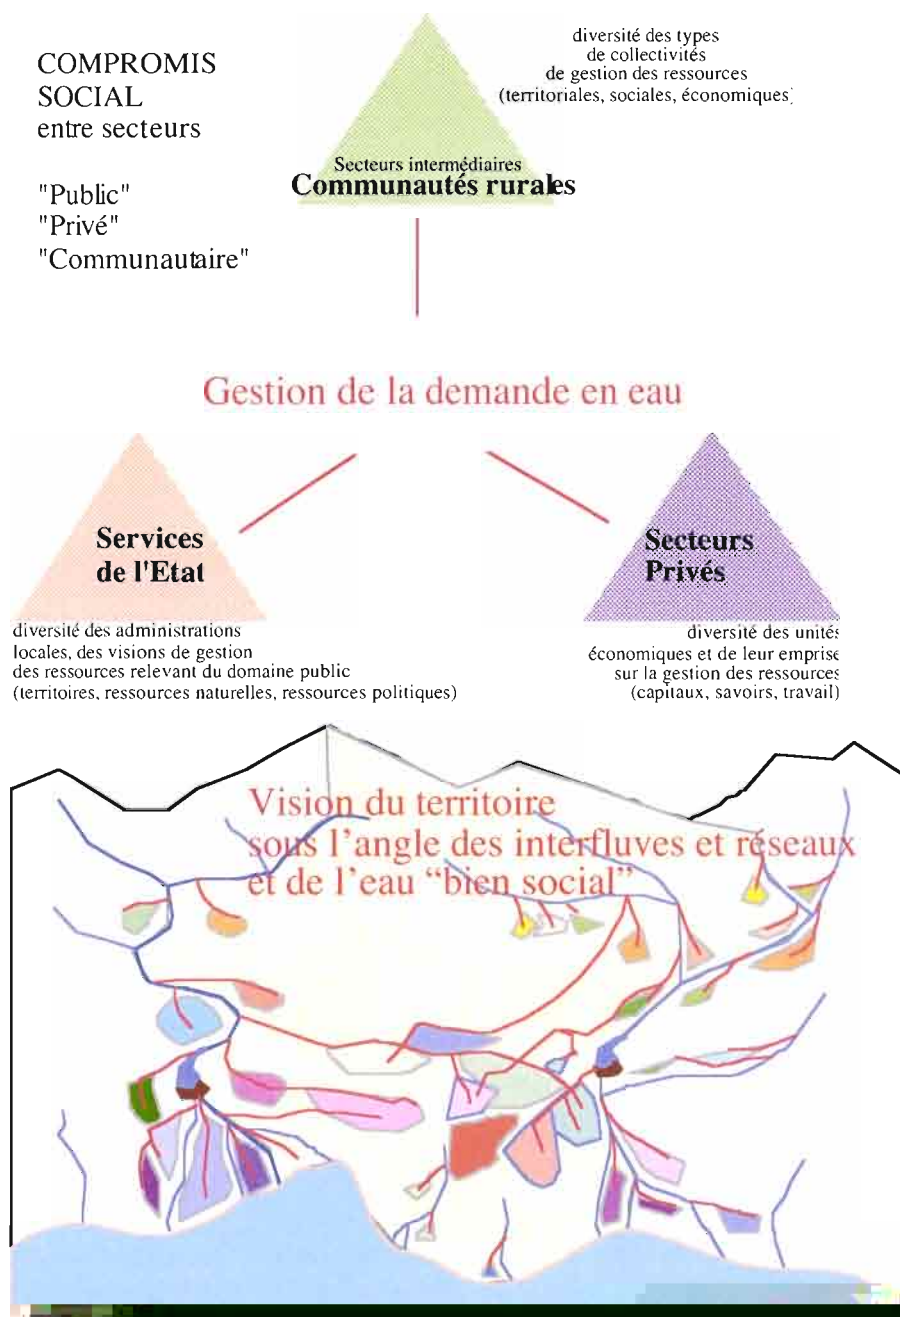 COMPROMIS
SOCIAL
entre secteurs
"Public"
"Privé"
"Communautaire"
diversité des types
de collectivités
de gestion des ressources
(territoriales, sociales, économiques)
Secteurs intermédiaires
Communautés rurales
Gestion de la demande en eau
Services
de l'Etat
diversité des administrations
locales, des visions de gestion
des ressources relevant du domaine public
(territoires, ressources naturelles, ressources politiques)
Secteurs
Privés
diversité des unités
économiques et de leur emprise
sur la gestion des ressources
(capitaux, savoirs, travail)
Vision du territoire
sous l'angle des interfluves et réseaux
et de l'eau “bien social”